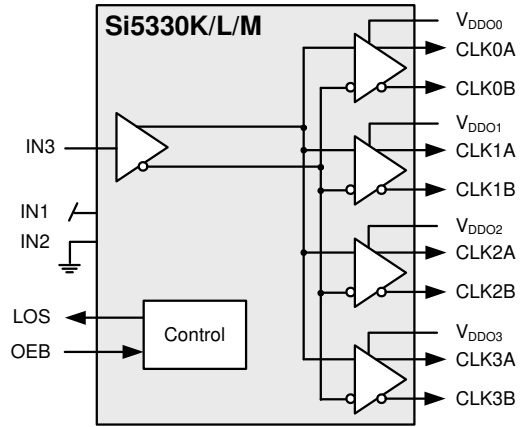 Si5330K/L/M
VDDO0
CLK0A
CLK0B
VDDO1
CLK1A
CLK1B
VDDO2
CLK2A
CLK2B
VDDO3
CLK3A
CLK3B
IN3
IN1
IN2
LOS
OEB
Control